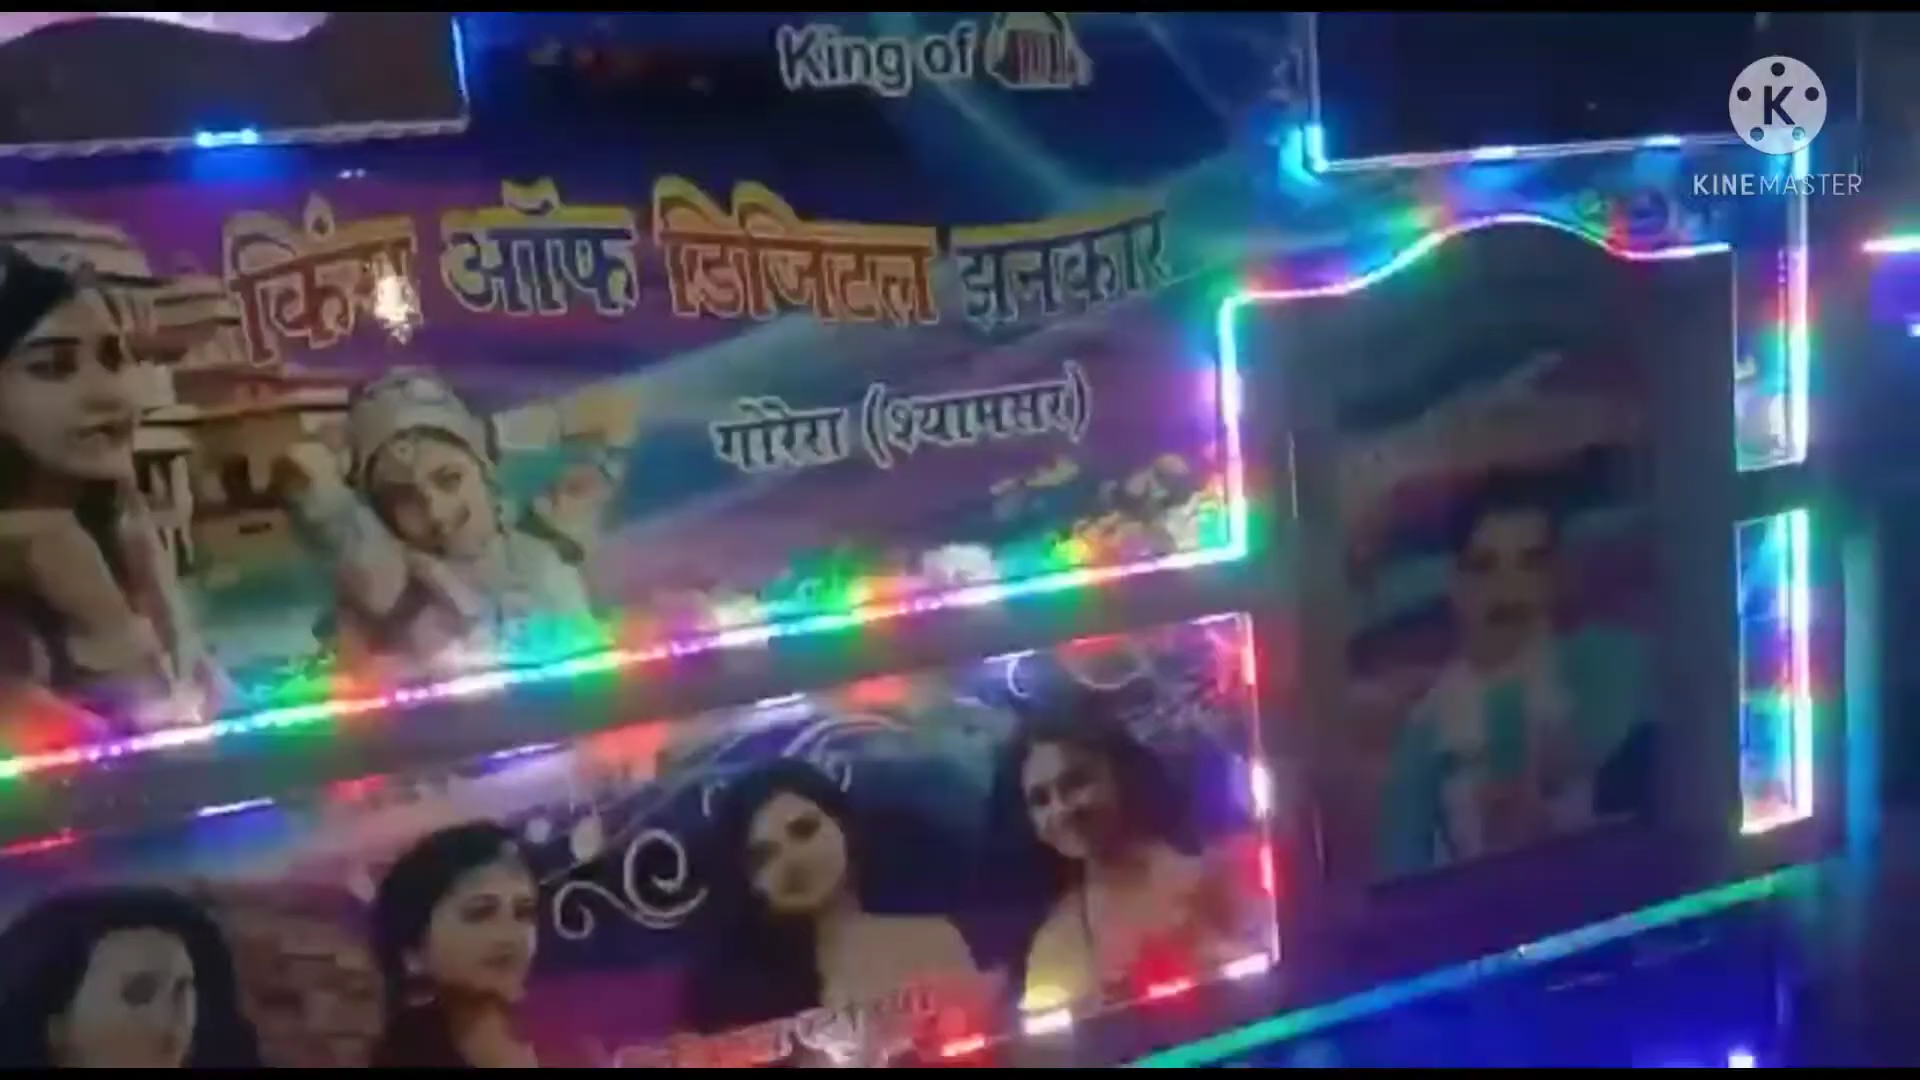 King of
KINEMASTER
किंग ऑफ डिजिटल झनकार
गोरेरा (श्यामसर)